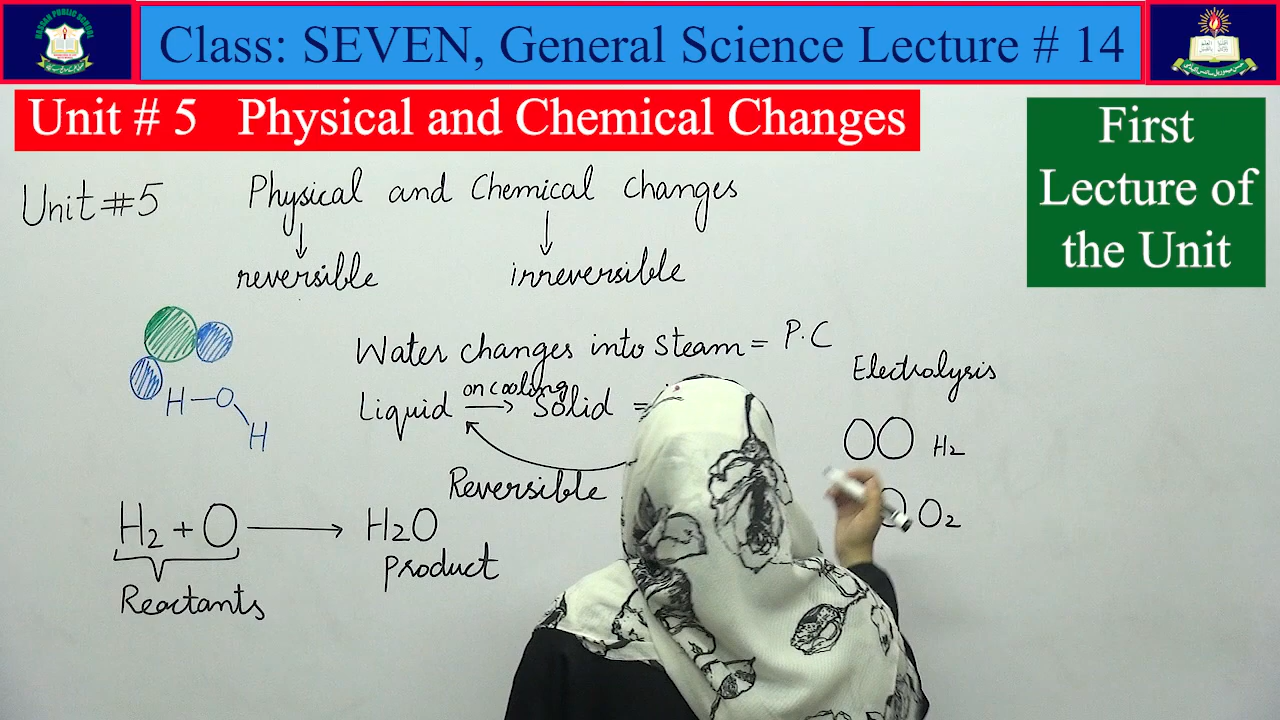 Class: SEVEN, General Science Lecture # 14
Unit # 5 Physical and Chemical Changes
First
Lecture of
the Unit
Unit #5
Physical and Chemical changes
reversible
irreversible
Water changes into steam = P.C
on cooling
Liquid → Solid =
Reversible
H-O
H
H2 + O → H2O
Reactants
product
Electrolysis
H2
O2